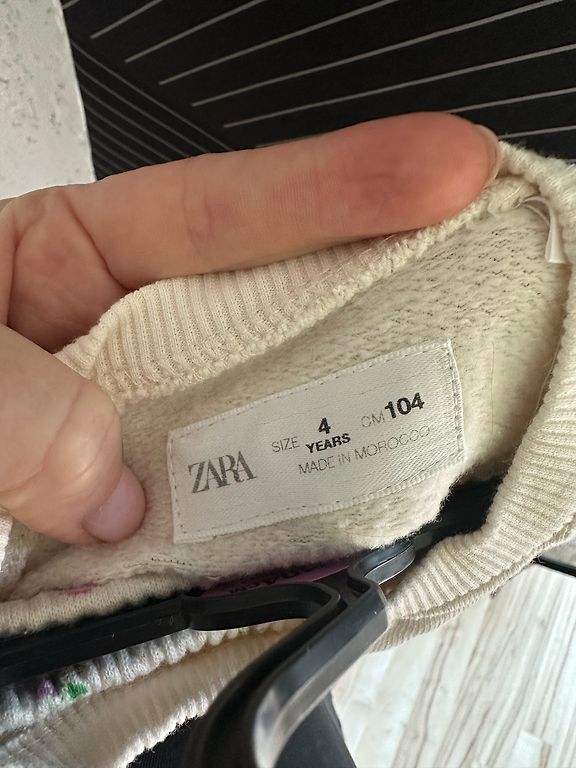 ZARA
SIZE 4 YEARS CM 104
MADE IN MOROCCO